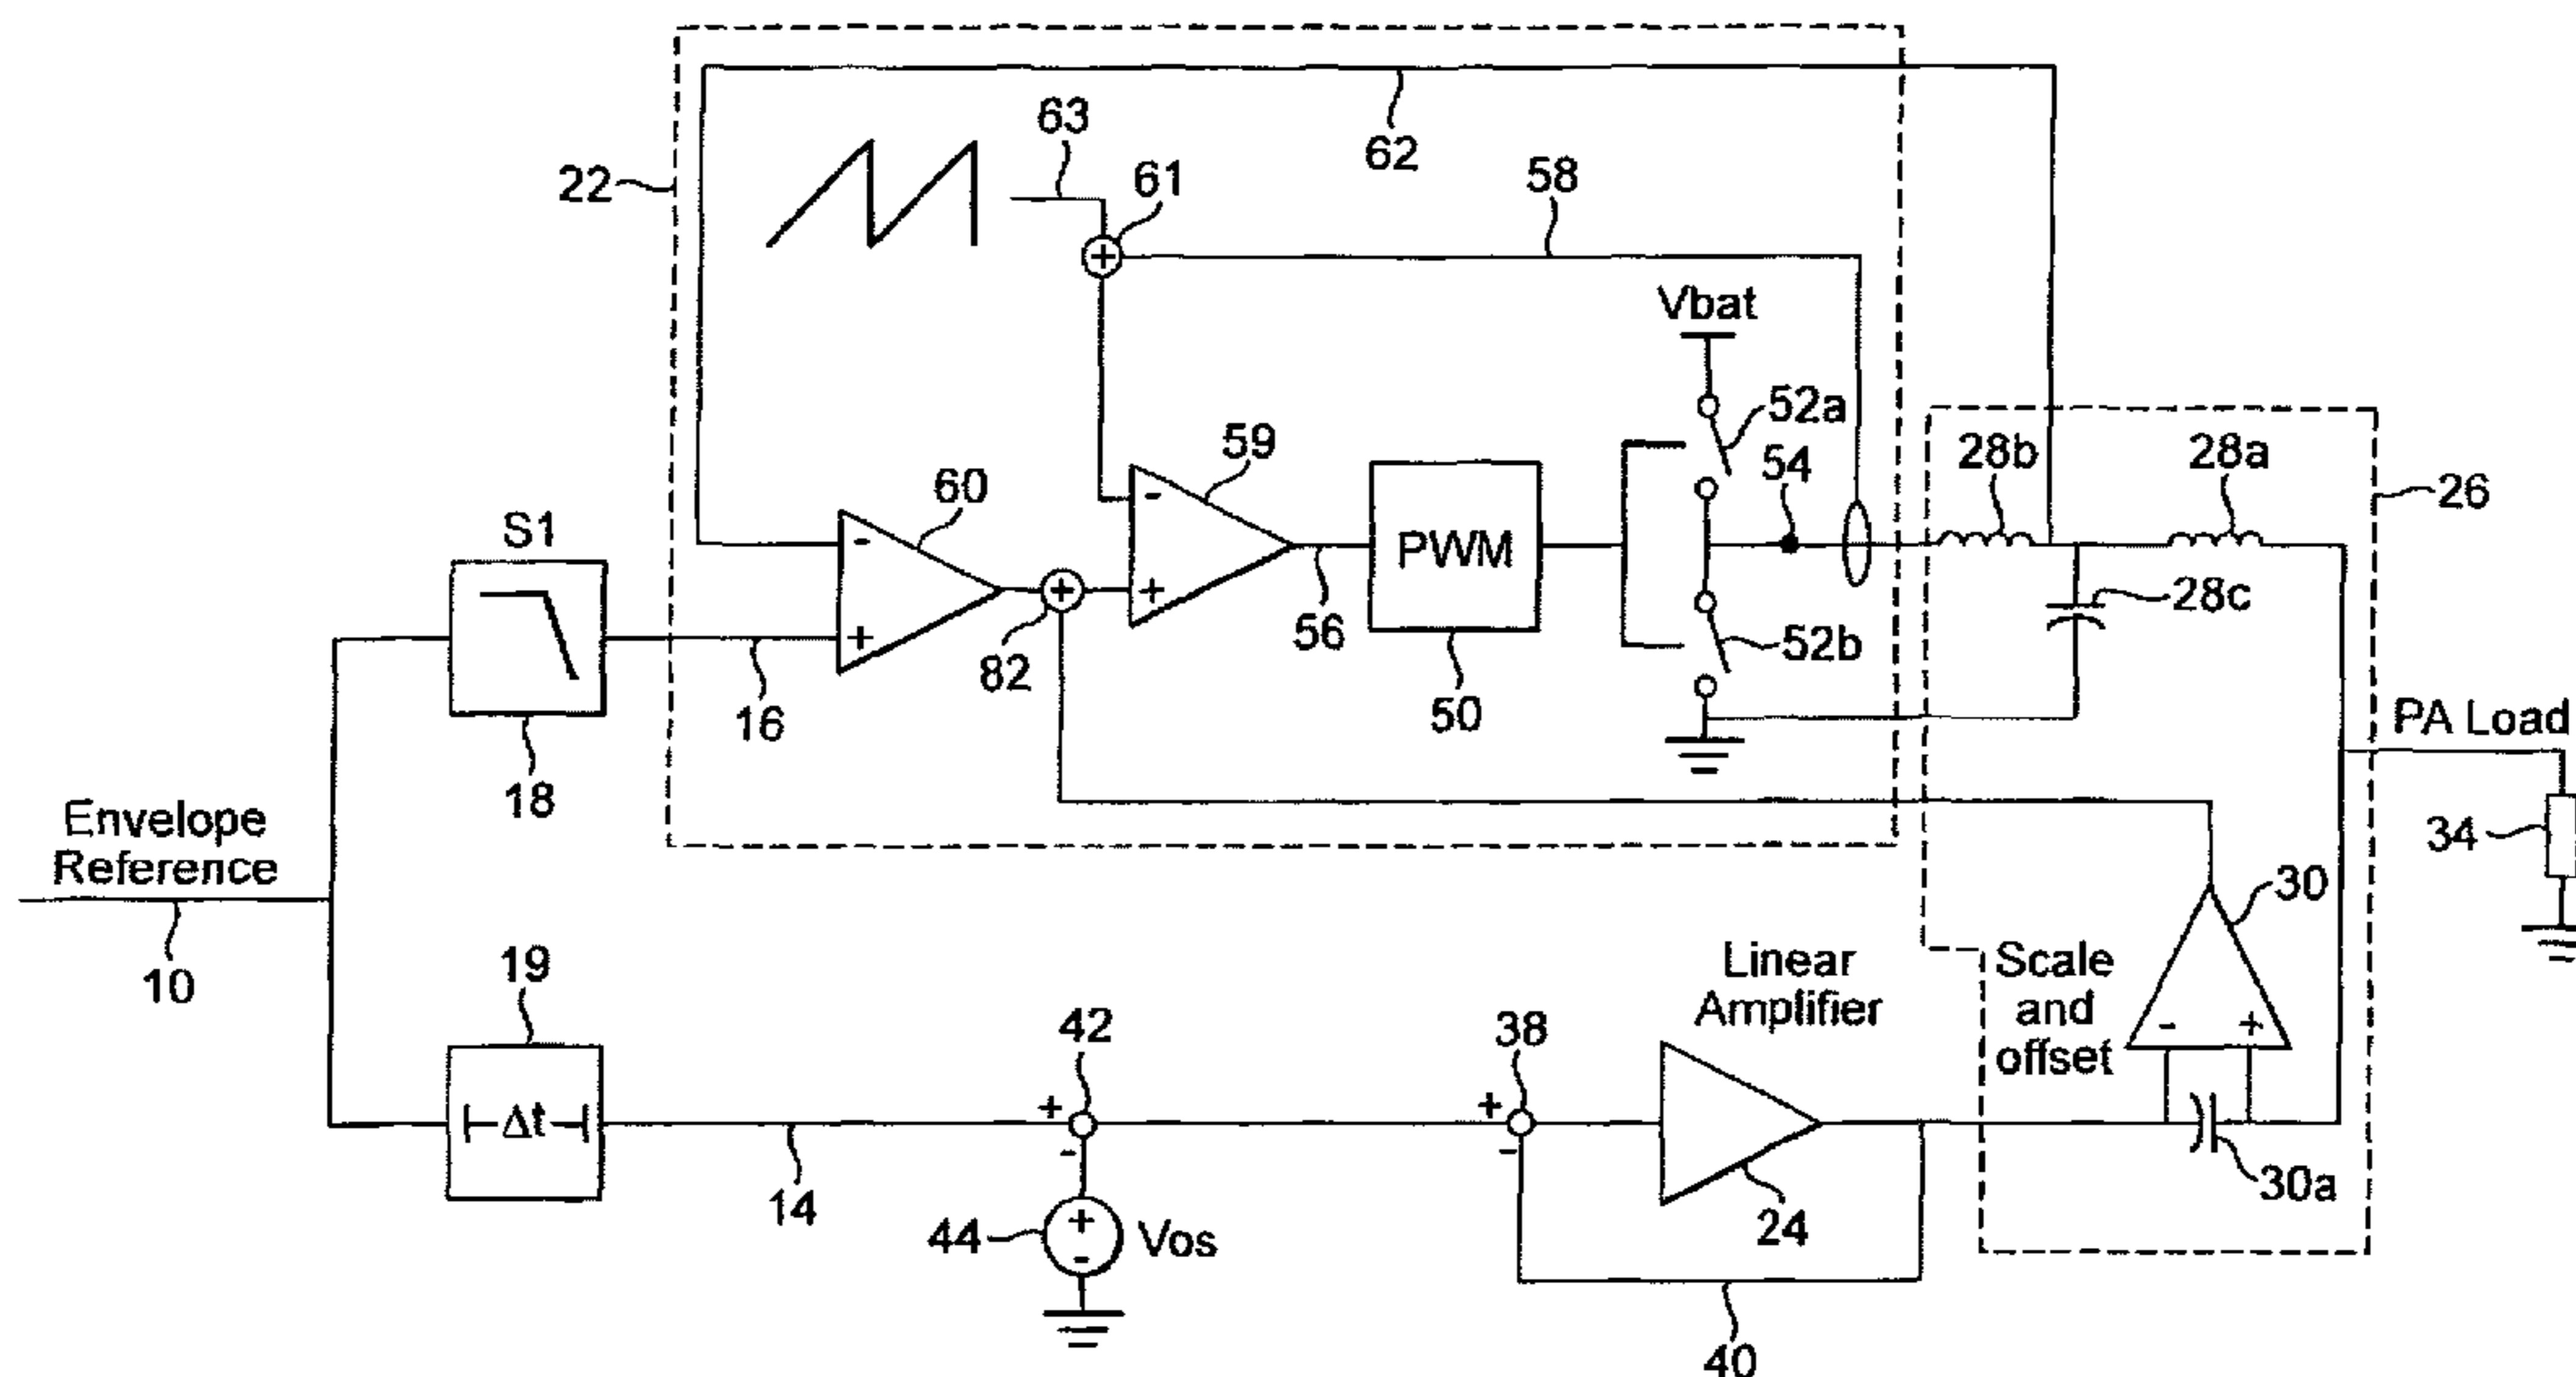 62
63
61
58
22
Vbat
52a
54
28b
28a
26
59
60
S1
PWM
28c
52b
56
82
16
50
18
PA Load
34
Envelope
Reference
10
30
19
Linear
Amplifier
Scale
and
offset
- +
42
38
Δt
+
-
+
-
14
44
+
-
Vos
24
30a
40
-
+
-
+
+
+